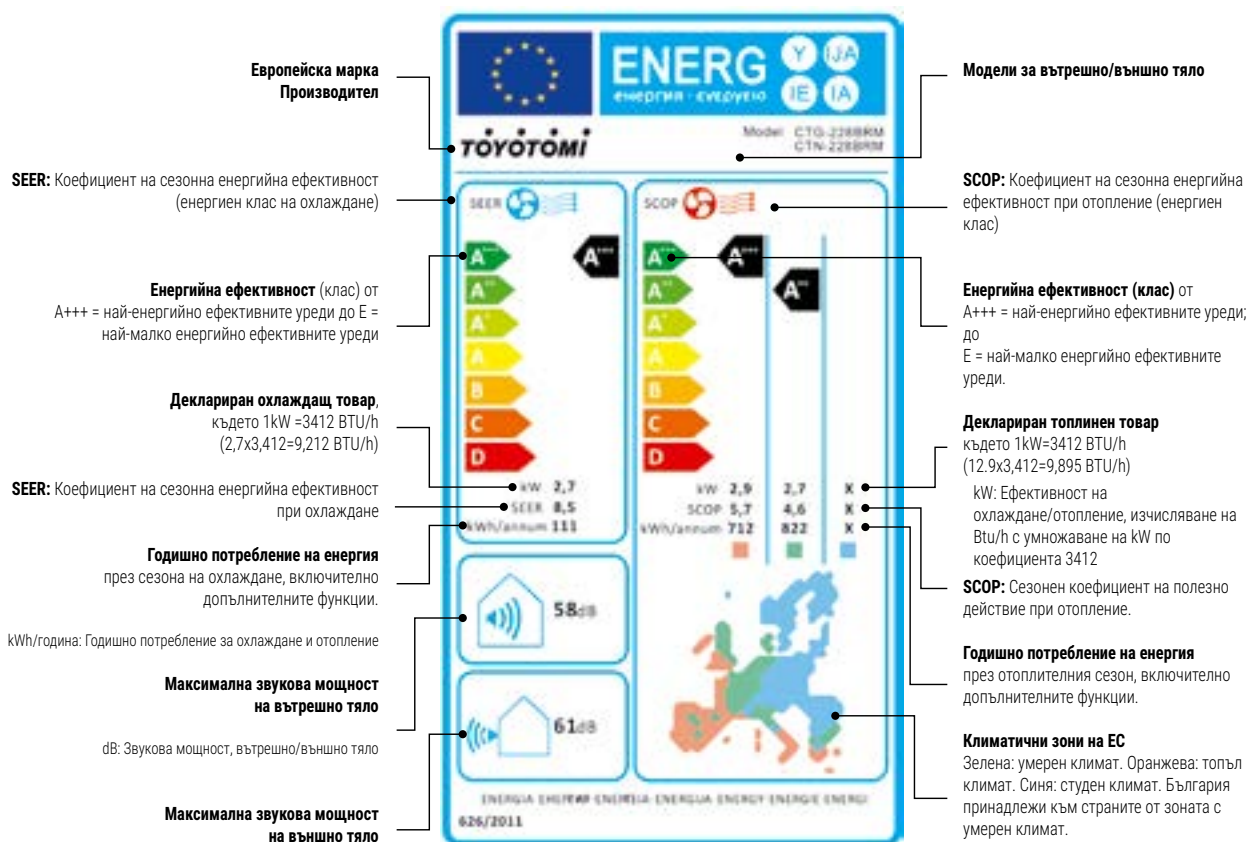 Европейска марка
Производител
SEER: Коефициент на сезонна енергийна ефективност
(енергиен клас на охлаждане)
Енергийна ефективност (клас) от
A+++ = най-енергийно ефективните уреди до E =
най-малко енергийно ефективните уреди
Деклариран охлаждащ товар,
където 1kW =3412 BTU/h
(2,7x3,412=9,212 BTU/h)
SEER: Коефициент на сезонна енергийна ефективност
при охлаждане
Годишно потребление на енергия
през сезона на охлаждане, включително
допълнителните функции.
kWh/година: Годишно потребление за охлаждане и отопление
Максимална звукова мощност
на вътрешно тяло
dB: Звукова мощност, вътрешно/външно тяло
Максимална звукова мощност
на външно тяло
ENERG Y IJA
енергия · ενεργεια IE IA
TOYOTOMI
Model CTG-228BRM
CTN-228BRM
SEER
A+++ A+++
A++
A+
A
B
C
D
kW 2,7
SEER 8,5
kWh/annum 111
SCOP
A+++ A+++
A++ A++
A+
A
B
C
D
kW 2,9 2,7 X
SCOP 5,7 4,6 X
kWh/annum 712 822 X
58dB
61dB
ENERGIA ENERGIJA ENERGY ENERGIE ENERGI
626/2011
Модели за вътрешно/външно тяло
SCOP: Коефициент на сезонна енергийна
ефективност при отопление (енергиен
клас)
Енергийна ефективност (клас) от
A+++ = най-енергийно ефективните уреди;
до
E = най-малко енергийно ефективните
уреди.
Деклариран топлинен товар
където 1kW=3412 BTU/h
(12.9x3,412=9,895 BTU/h)
kW: Ефективност на
охлаждане/отопление, изчисляване на
Btu/h с умножаване на kW по
коефициента 3412
SCOP: Сезонен коефициент на полезно
действие при отопление.
Годишно потребление на енергия
през отоплителния сезон, включително
допълнителните функции.
Климатични зони на ЕС
Зелена: умерен климат. Оранжева: топъл
климат. Синя: студен климат. България
принадлежи към страните от зоната с
умерен климат.